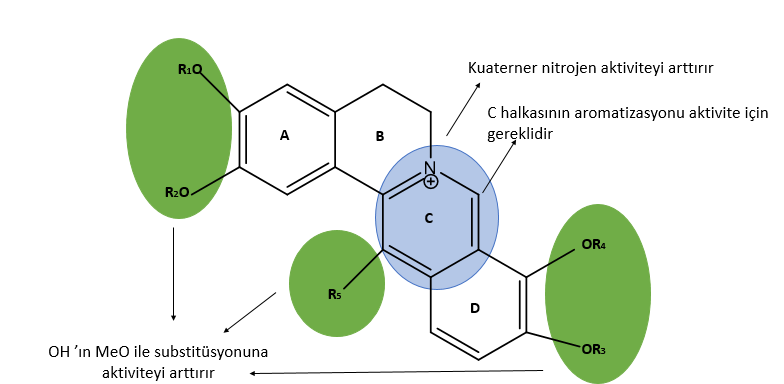 R₁O
Kuaterner nitrojen aktiviteyi arttırır
C halkasının aromatizasyonu aktivite için
gereklidir
A
B
N
+
R₂O
C
OR₄
R₅
D
OR₃
OH ’ın MeO ile substitüsyonuna
aktiviteyi arttırır